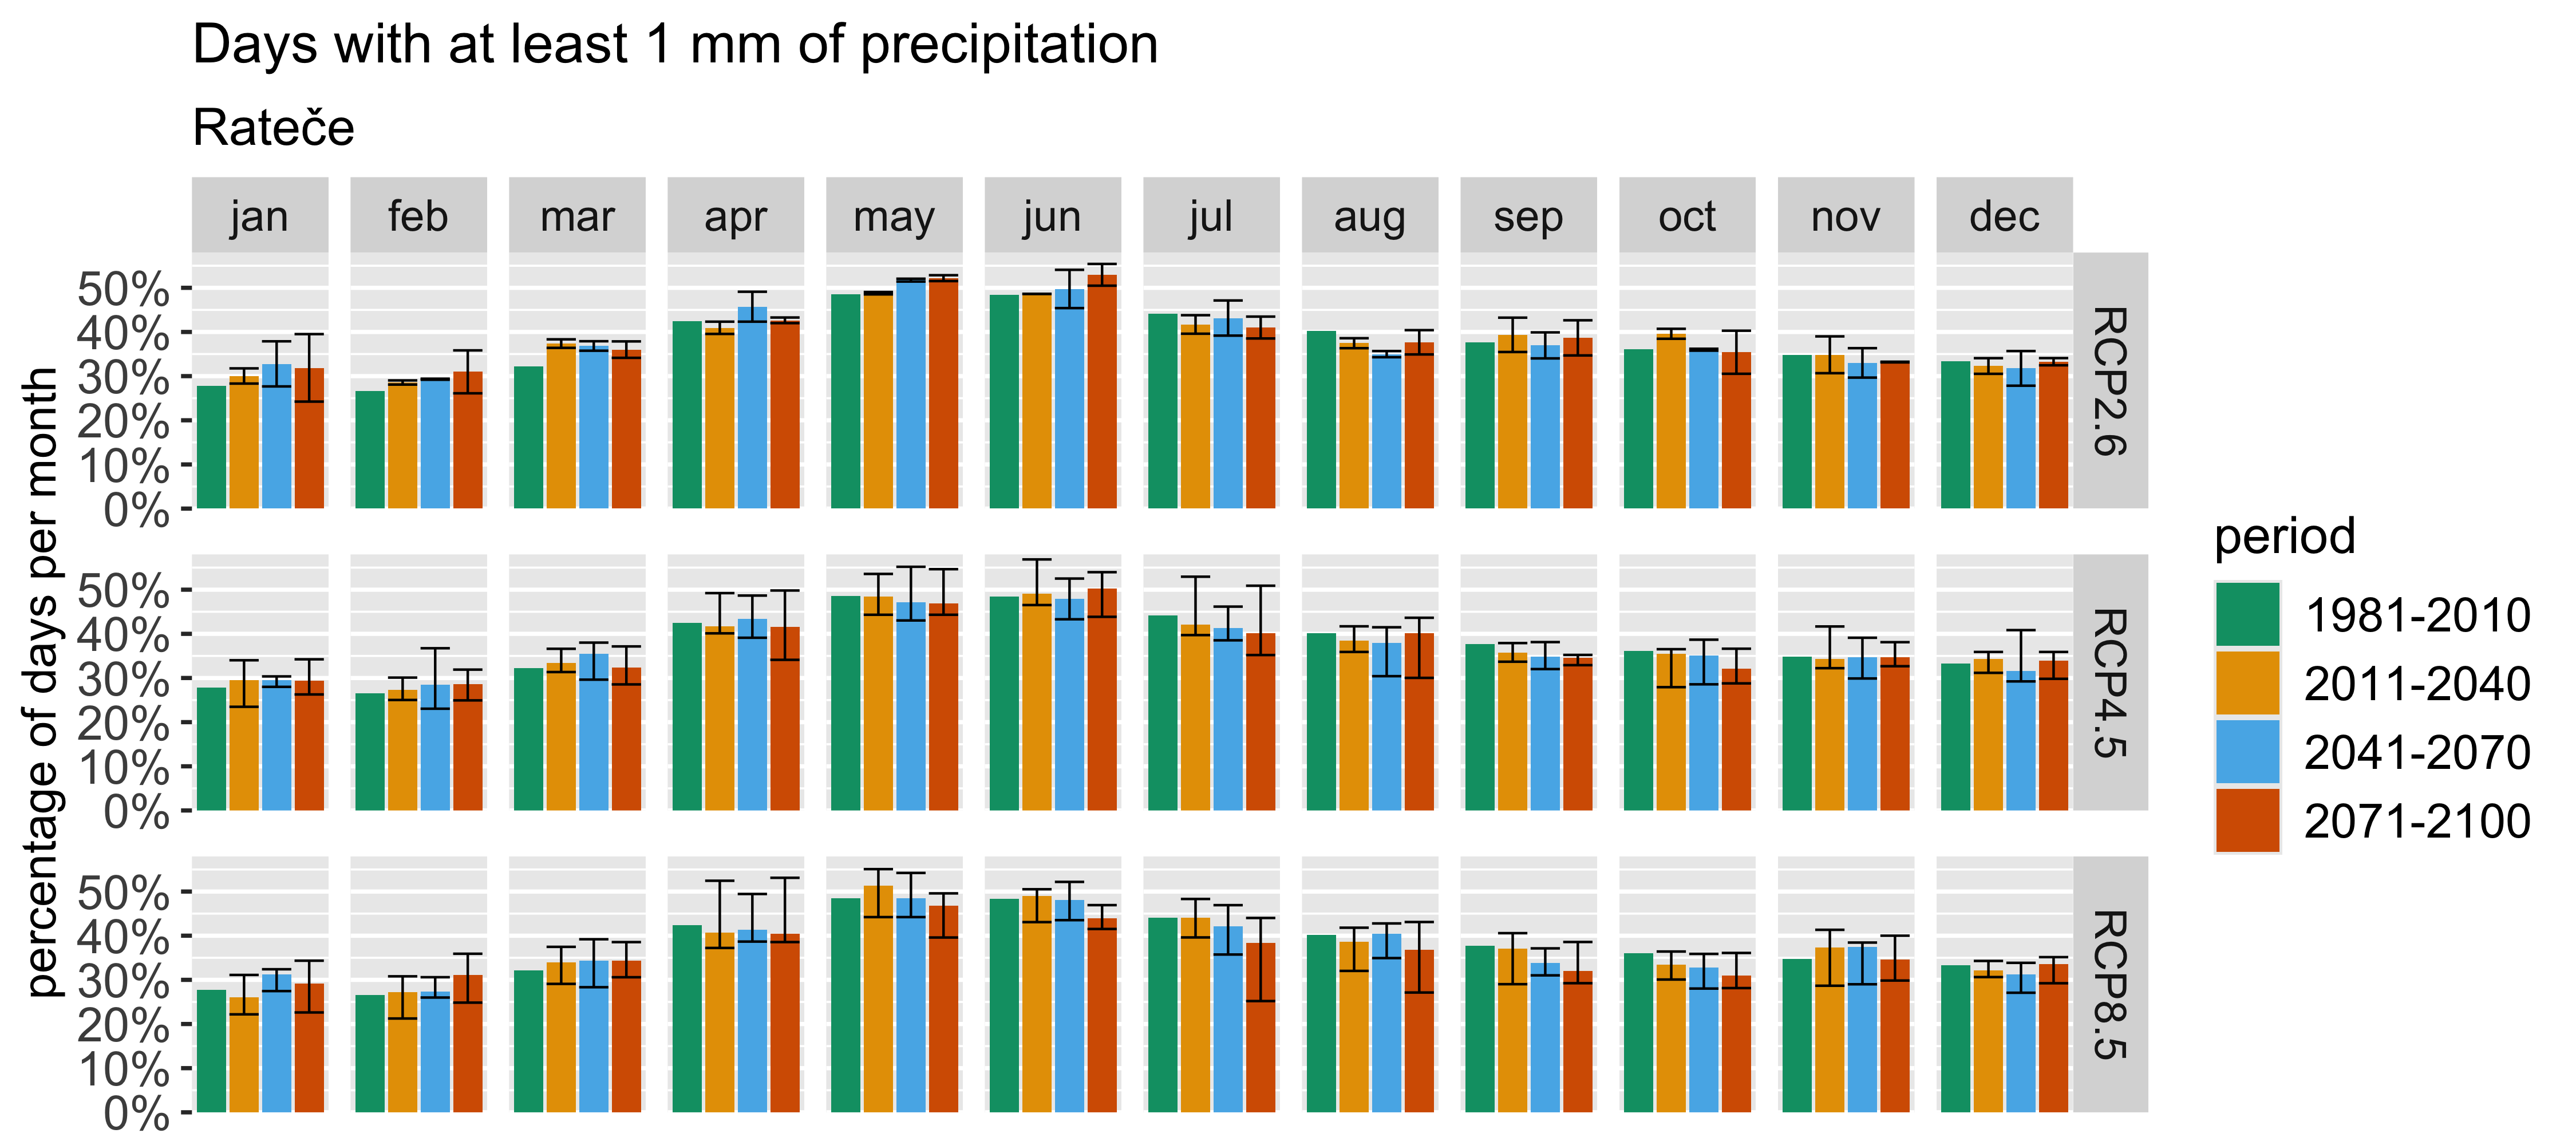 Days with at least 1 mm of precipitation
Rateče
jan feb mar apr may jun jul aug sep oct nov dec
percentage of days per month
50%
40%
30%
20%
10%
0%
RCP2.6
50%
40%
30%
20%
10%
0%
RCP4.5
50%
40%
30%
20%
10%
0%
RCP8.5
period
1981-2010
2011-2040
2041-2070
2071-2100